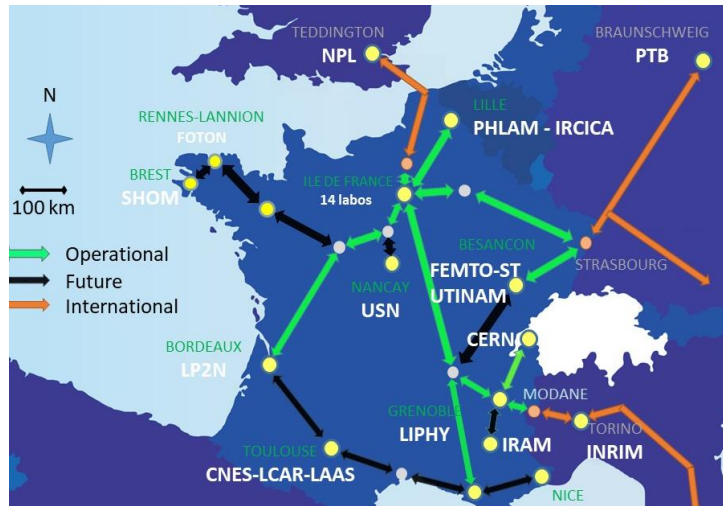 TEDDINGTON
NPL
BRAUNSCHWEIG
PTB
N
RENNES-LANNION
FOTON
LILLE
PHLAM - IRCICA
BREST
SHOM
ILE DE FRANCE
14 labos
100 km
Operational
Future
International
NANCAY
USN
BESANCON
FEMTO-ST
UTINAM
STRASBOURG
CERN
BORDEAUX
LP2N
MODANE
GRENOBLE
LIPHY
IRAM
TORINO
INRIM
TOULOUSE
CNES-LCAR-LAAS
NICE